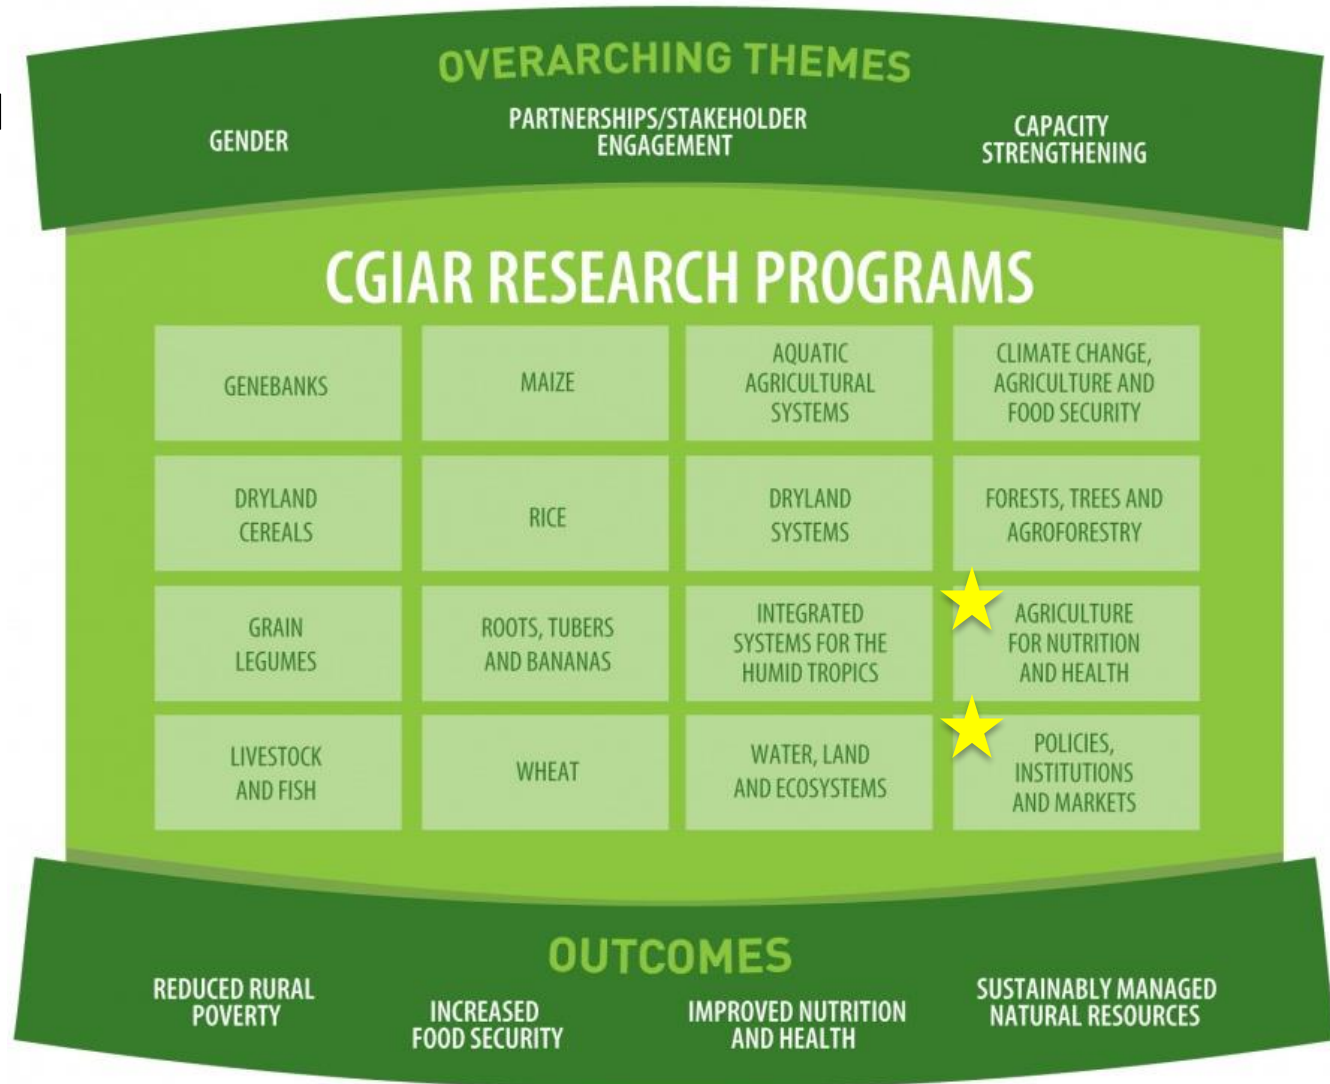 OVERARCHING THEMES
GENDER
PARTNERSHIPS/STAKEHOLDER
ENGAGEMENT
CAPACITY
STRENGTHENING
CGIAR RESEARCH PROGRAMS
GENEBANKS
MAIZE
AQUATIC
AGRICULTURAL
SYSTEMS
CLIMATE CHANGE,
AGRICULTURE AND
FOOD SECURITY
DRYLAND
CEREALS
RICE
DRYLAND
SYSTEMS
FORESTS, TREES AND
AGROFORESTRY
GRAIN
LEGUMES
ROOTS, TUBERS
AND BANANAS
INTEGRATED
SYSTEMS FOR THE
HUMID TROPICS
AGRICULTURE
FOR NUTRITION
AND HEALTH
LIVESTOCK
AND FISH
WHEAT
WATER, LAND
AND ECOSYSTEMS
POLICIES,
INSTITUTIONS
AND MARKETS
OUTCOMES
REDUCED RURAL
POVERTY
INCREASED
FOOD SECURITY
IMPROVED NUTRITION
AND HEALTH
SUSTAINABLY MANAGED
NATURAL RESOURCES